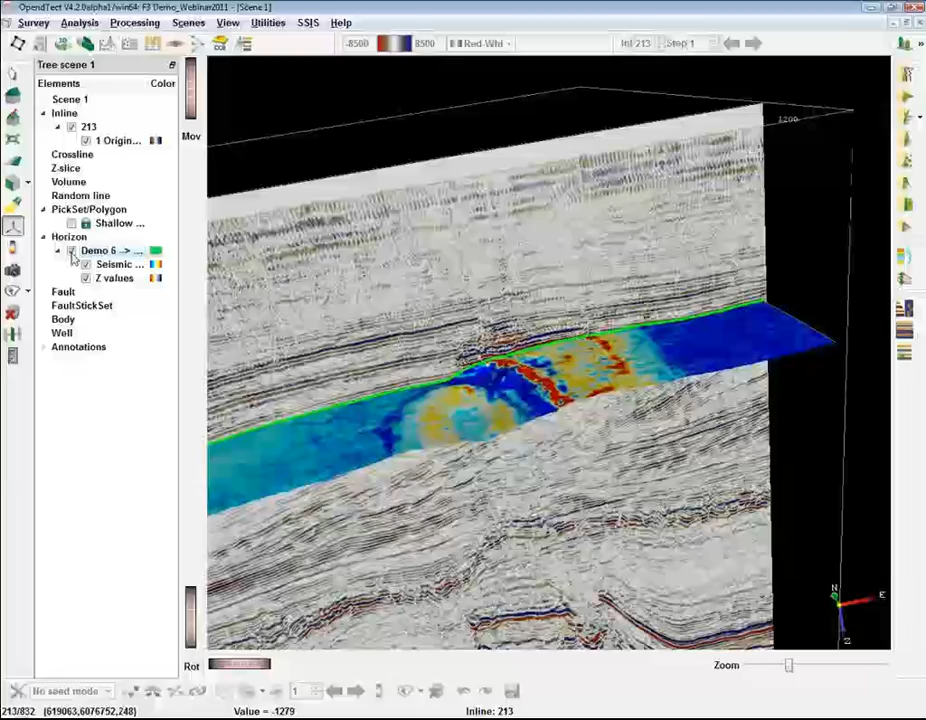 OpendTect V4.2.0alpha1/win64: F3 Demo_Webinar2011 - [Scene 1]
Survey Analysis Processing Scenes View Utilities SSIS Help
-8500 8500 Red-Whi Inl 213 Step 1
Tree scene 1
Elements Color
Scene 1
Inline
213
1 Origin...
Crossline
Z-slice
Volume
Random line
PickSet/Polygon
Shallow ...
Horizon
Demo 6 -> ...
Seismic ...
Z values
Fault
FaultStickSet
Body
Well
Annotations
Mov
1200
N
E
Z
Rot
Zoom
No seed mode 1
213/832 (619063,6076752,248) Value = -1279 Inline: 213